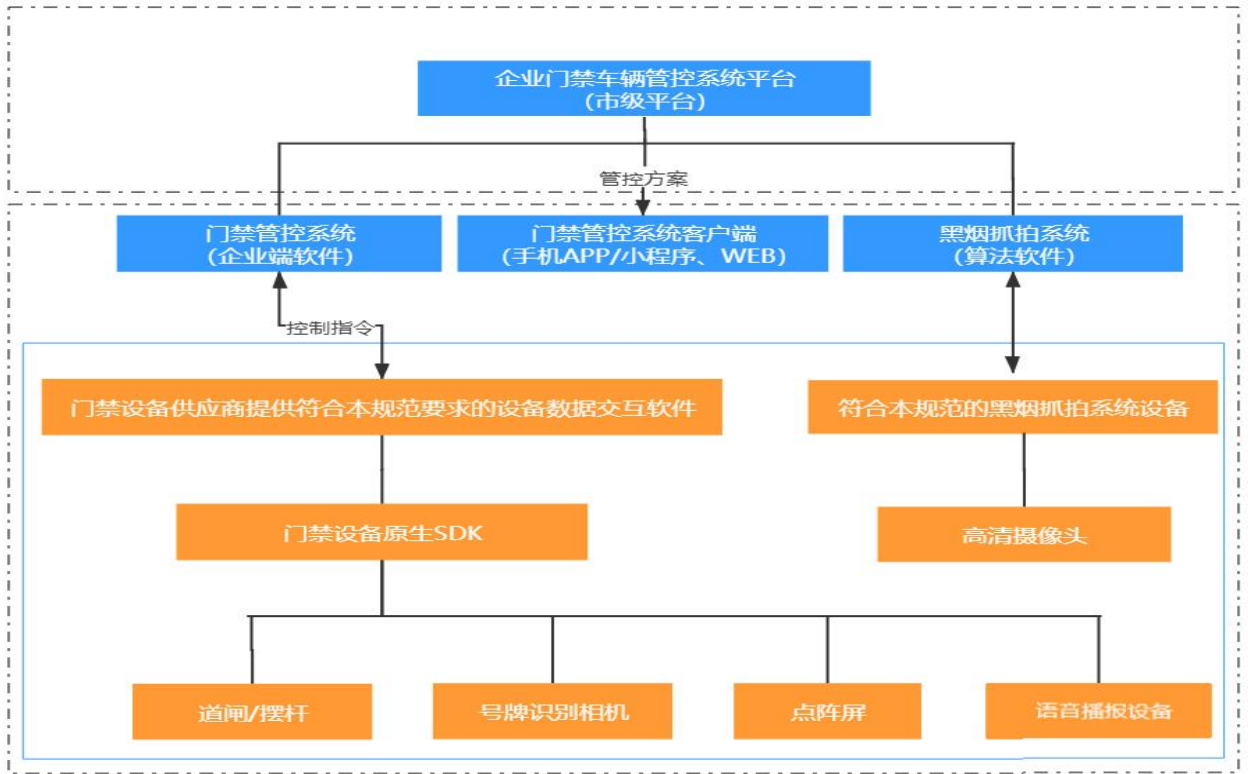 企业门禁车辆管控系统平台
(市级平台)
管控方案
门禁管控系统
(企业端软件)
门禁管控系统客户端
(手机APP/小程序、WEB)
黑烟抓拍系统
(算法软件)
控制指令
门禁设备供应商提供符合本规范要求的设备数据交互软件
符合本规范的黑烟抓拍系统设备
门禁设备原生SDK
高清摄像头
道闸/摆杆
号牌识别相机
点阵屏
语音播报设备